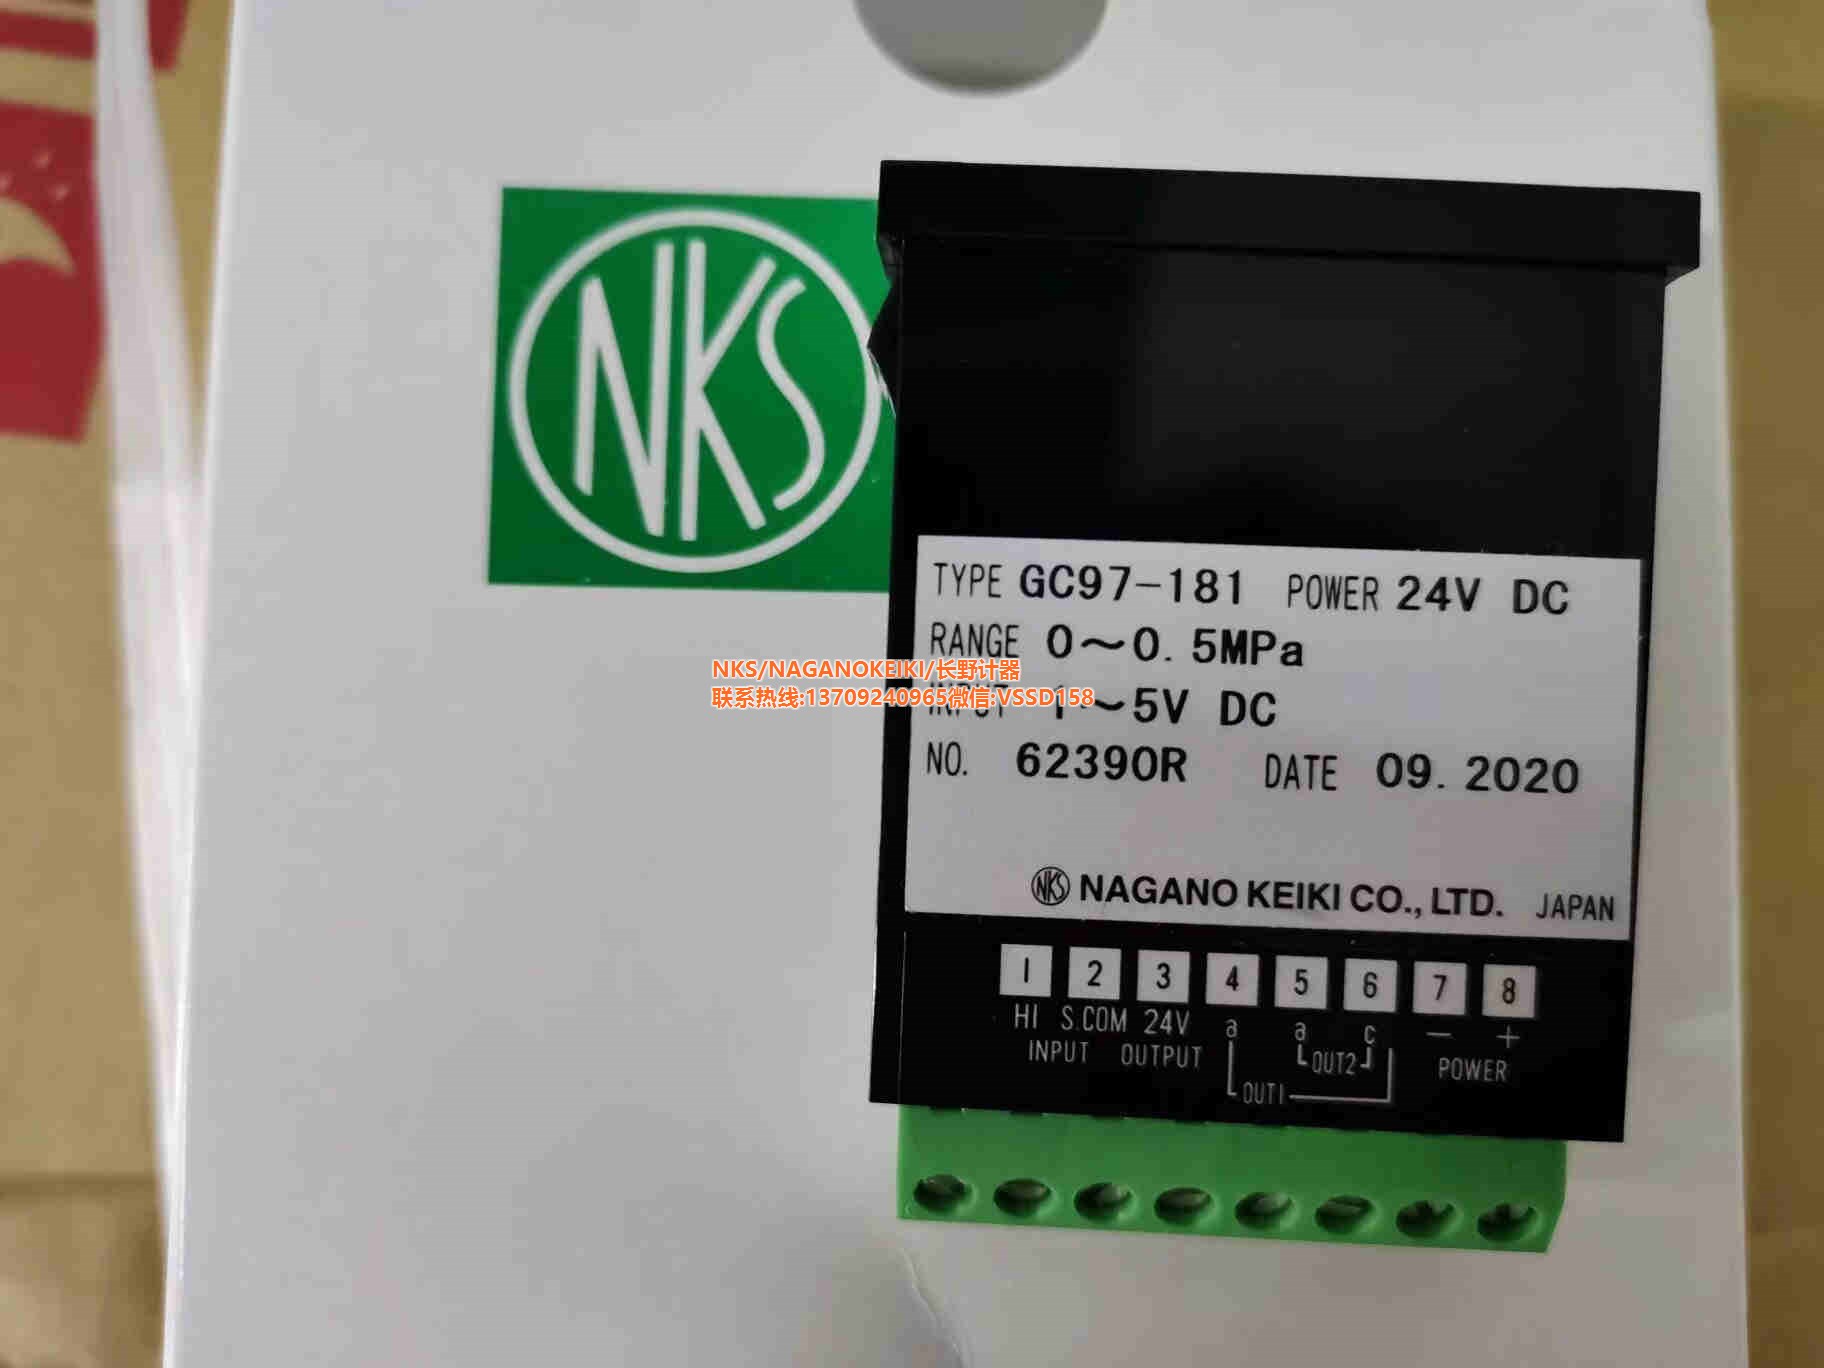 NKS
TYPE GC97-181 POWER 24V DC
RANGE 0～0.5MPa
NKS/NAGANOKEIKI/长野计器
联系热线:13709240965微信:VSSD158
INPUT 1～5V DC
NO. 62390R DATE 09.2020
NKS NAGANO KEIKI CO., LTD. JAPAN
1 2 3 4 5 6 7 8
HI S.COM 24V a a c − +
INPUT OUTPUT OUT2 POWER
OUT1